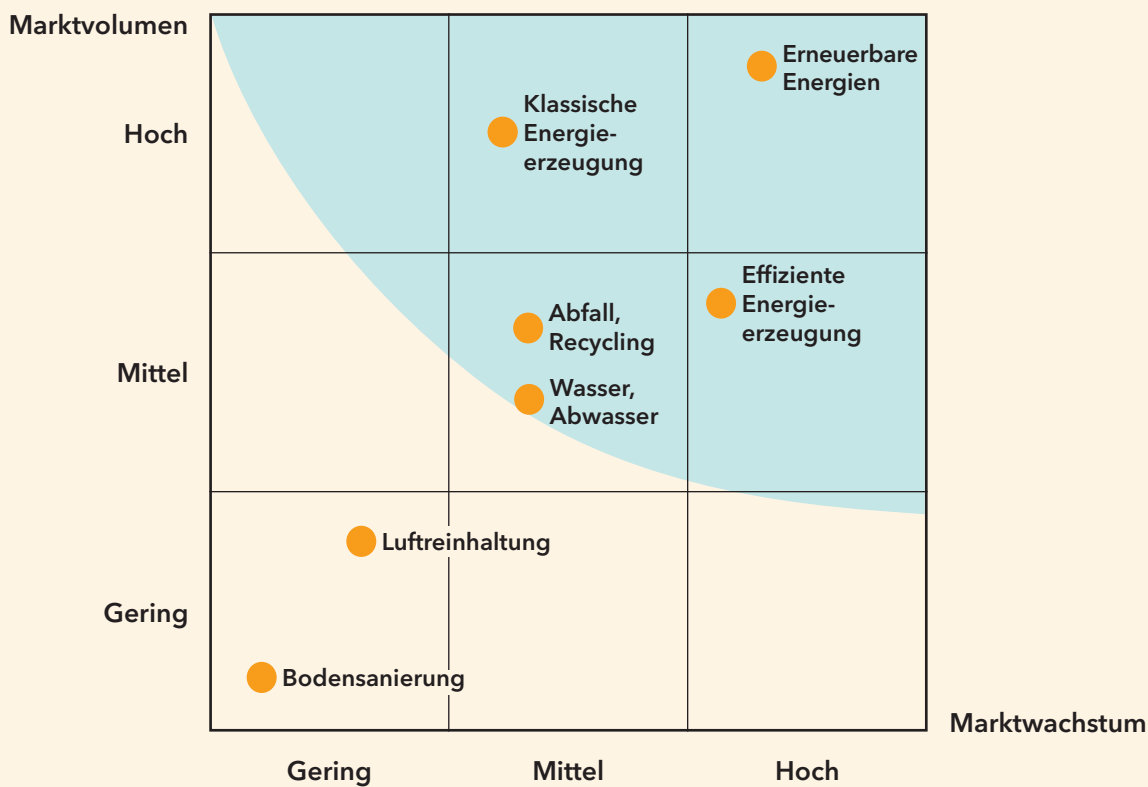 Marktvolumen
Erneuerbare
Energien
Klassische
Energie-
erzeugung
Hoch
Effiziente
Energie-
erzeugung
Abfall,
Recycling
Mittel
Wasser,
Abwasser
Luftreinhaltung
Gering
Bodensanierung
Marktwachstum
Gering
Mittel
Hoch